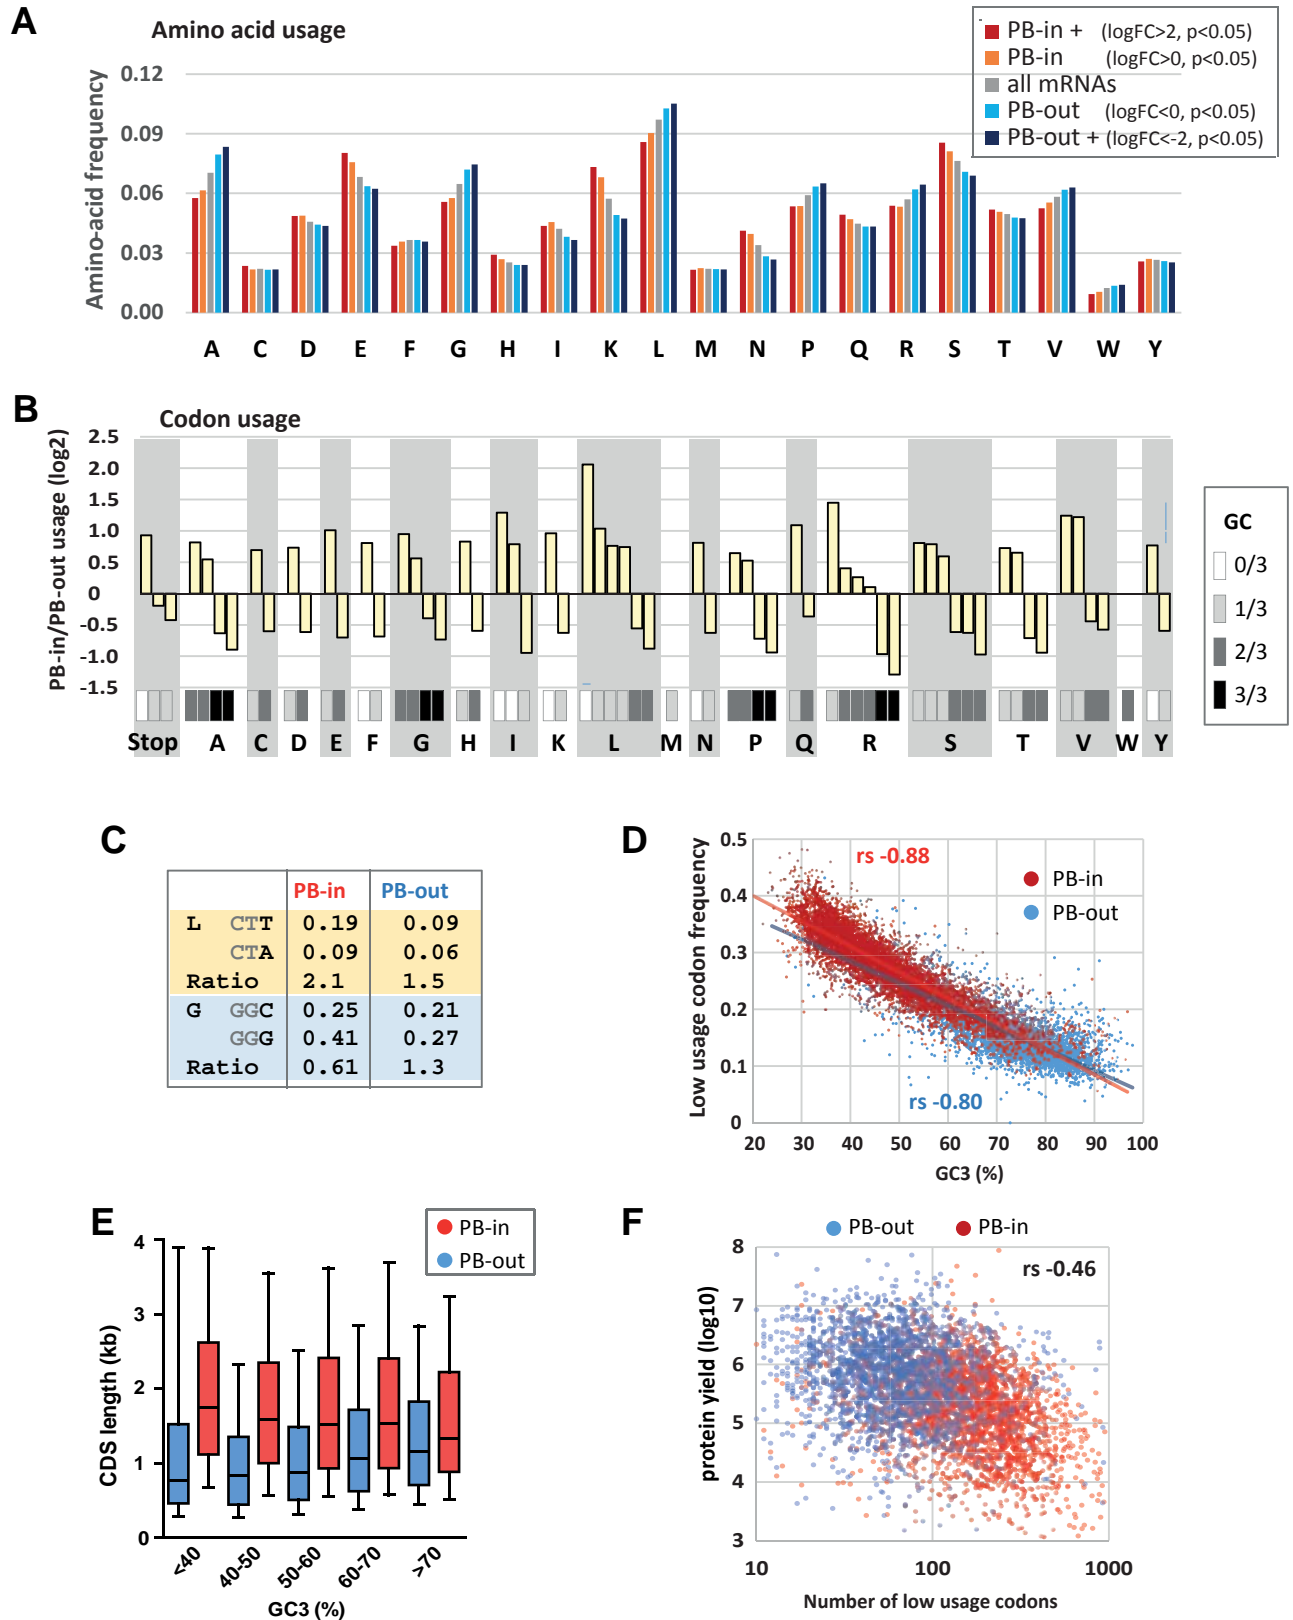 A
Amino acid usage
PB-in + (logFC>2, p<0.05)
PB-in (logFC>0, p<0.05)
all mRNAs
PB-out (logFC<0, p<0.05)
PB-out + (logFC<-2, p<0.05)
Amino-acid frequency
0.12
0.09
0.06
0.03
0.00
A C D E F G H I K L M N P Q R S T V W Y
B
Codon usage
PB-in/PB-out usage (log2)
2.5
2.0
1.5
1.0
0.5
0
-0.5
-1.0
-1.5
Stop A C D E F G H I K L M N P Q R S T V W Y
GC
0/3
1/3
2/3
3/3
C
PB-in PB-out
L CTT 0.19 0.09
CTA 0.09 0.06
Ratio 2.1 1.5
G GGC 0.25 0.21
GGG 0.41 0.27
Ratio 0.61 1.3
D
Low usage codon frequency
0.5
0.4
0.3
0.2
0.1
0
rs -0.88
PB-in
PB-out
rs -0.80
20 30 40 50 60 70 80 90 100
GC3 (%)
E
PB-in
PB-out
CDS length (kb)
4
3
2
1
0
<40 40-50 50-60 60-70 >70
GC3 (%)
F
PB-out PB-in
rs -0.46
protein yield (log10)
8
7
6
5
4
3
10 100 1000
Number of low usage codons